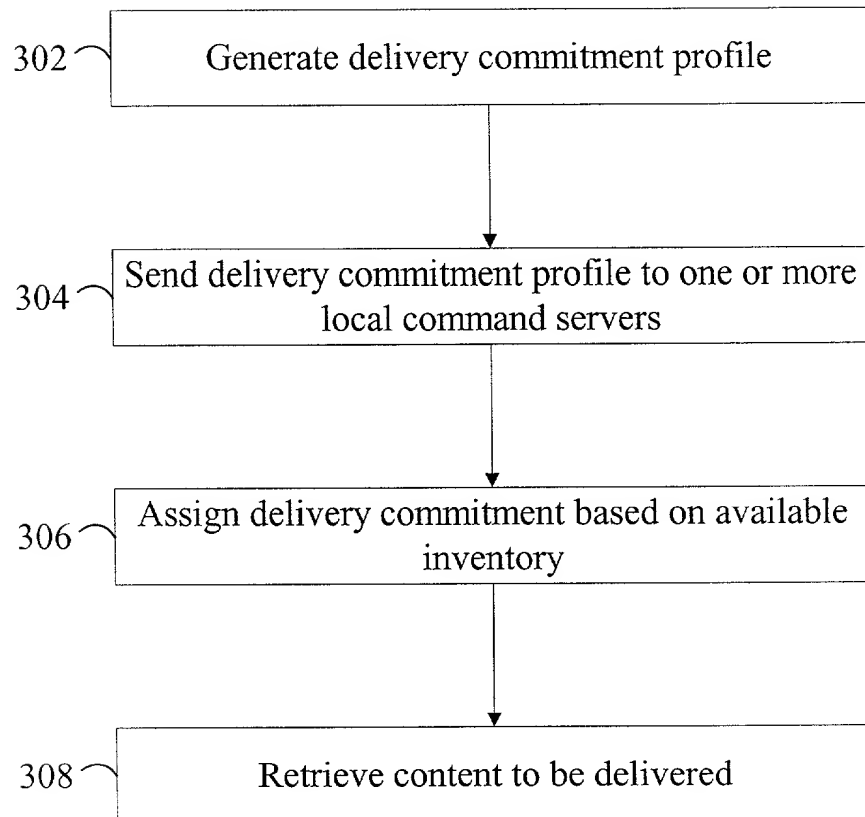 302 Generate delivery commitment profile
304 Send delivery commitment profile to one or more
local command servers
306 Assign delivery commitment based on available
inventory
308 Retrieve content to be delivered